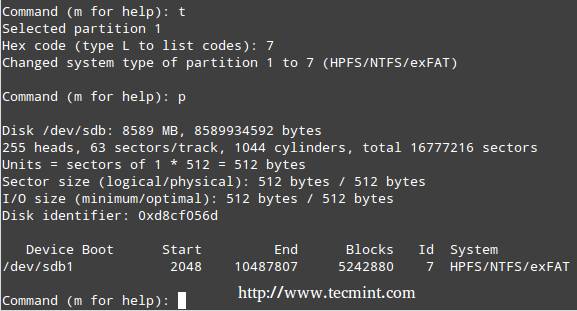 Command (m for help): t
Selected partition 1
Hex code (type L to list codes): 7
Changed system type of partition 1 to 7 (HPFS/NTFS/exFAT)
Command (m for help): p
Disk /dev/sdb: 8589 MB, 8589934592 bytes
255 heads, 63 sectors/track, 1044 cylinders, total 16777216 sectors
Units = sectors of 1 * 512 = 512 bytes
Sector size (logical/physical): 512 bytes / 512 bytes
I/O size (minimum/optimal): 512 bytes / 512 bytes
Disk identifier: 0xd8cf056d
Device Boot Start End Blocks Id System
/dev/sdb1 2048 10487807 5242880 7 HPFS/NTFS/exFAT
Command (m for help):
http://www.tecmint.com